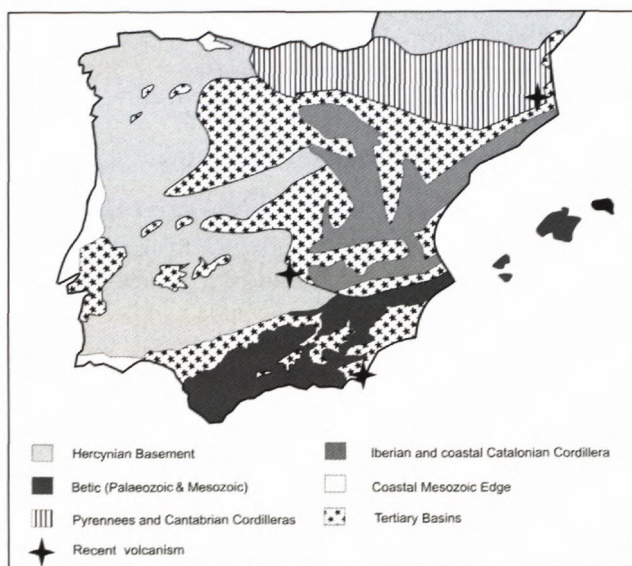 Hercynian Basement
Iberian and coastal Catalonian Cordillera
Betic (Palaeozoic & Mesozoic)
Coastal Mesozoic Edge
Pyrennees and Cantabrian Cordilleras
Tertiary Basins
Recent volcanism